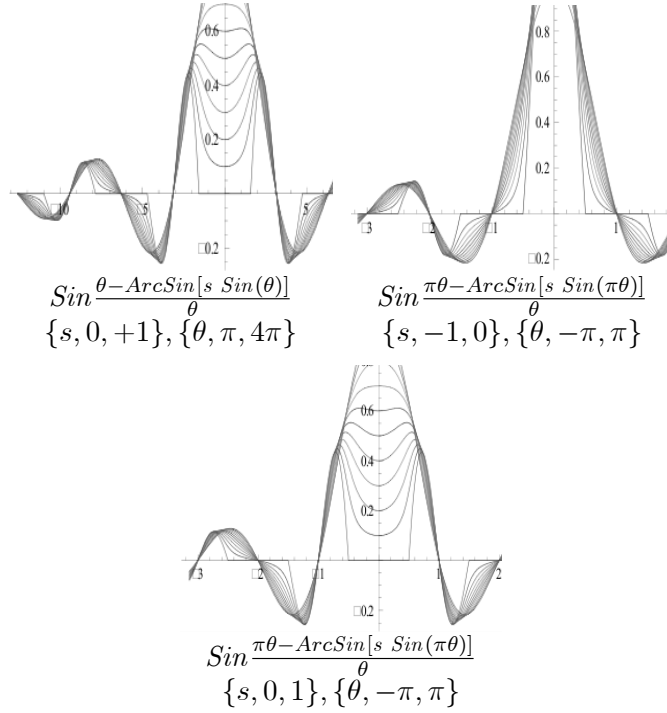 0.6
0.4
0.2
□10 □5 5
□0.2
0.8
0.6
0.4
0.2
□3 □2 □1 1
□0.2
Sin θ−ArcSin[s Sin(θ)]/θ
{s, 0, +1}, {θ, π, 4π}
Sin πθ−ArcSin[s Sin(πθ)]/θ
{s, −1, 0}, {θ, −π, π}
0.6
0.4
0.2
□3 □2 □1 1 2
□0.2
Sin πθ−ArcSin[s Sin(πθ)]/θ
{s, 0, 1}, {θ, −π, π}